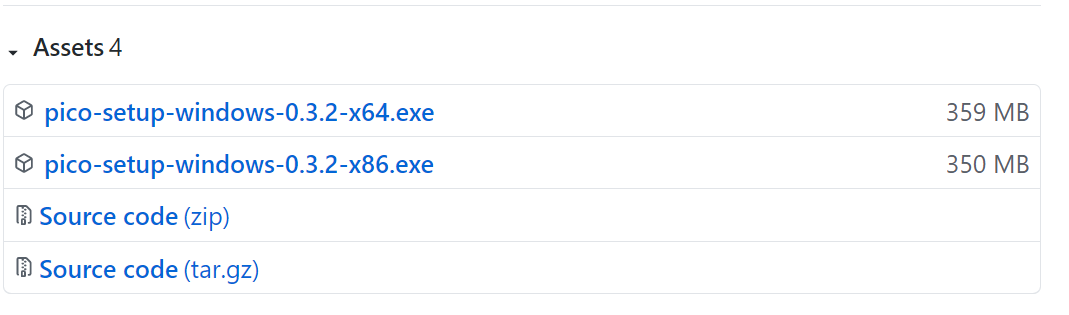 Assets 4
pico-setup-windows-0.3.2-x64.exe 359 MB
pico-setup-windows-0.3.2-x86.exe 350 MB
Source code (zip)
Source code (tar.gz)